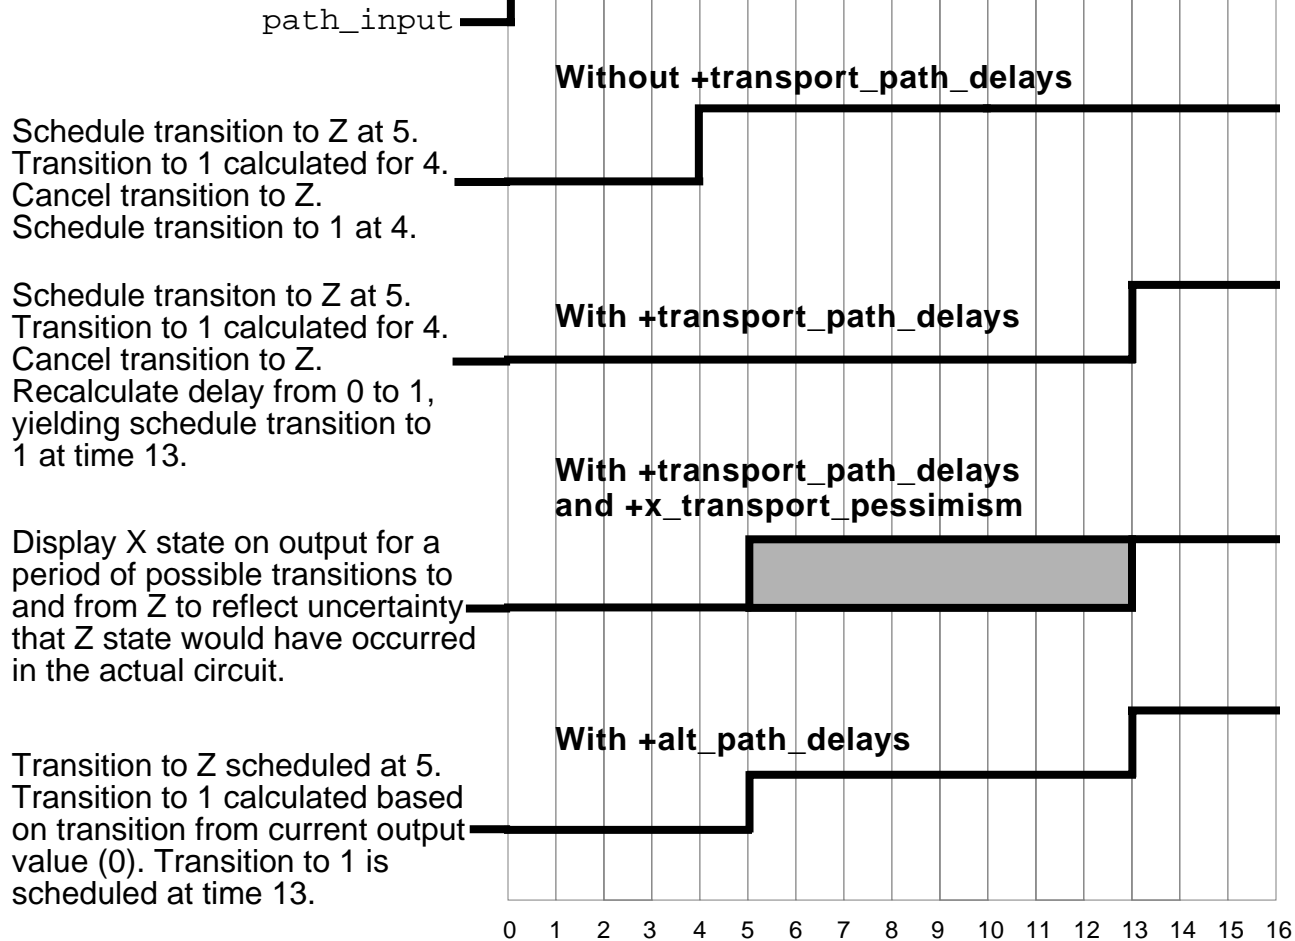 path_input
Without +transport_path_delays
Schedule transition to Z at 5.
Transition to 1 calculated for 4.
Cancel transition to Z.
Schedule transition to 1 at 4.
Schedule transiton to Z at 5.
Transition to 1 calculated for 4.
Cancel transition to Z.
Recalculate delay from 0 to 1,
yielding schedule transition to
1 at time 13.
With +transport_path_delays
With +transport_path_delays
and +x_transport_pessimism
Display X state on output for a
period of possible transitions to
and from Z to reflect uncertainty
that Z state would have occurred
in the actual circuit.
With +alt_path_delays
Transition to Z scheduled at 5.
Transition to 1 calculated based
on transition from current output
value (0). Transition to 1 is
scheduled at time 13.
0 1 2 3 4 5 6 7 8 9 10 11 12 13 14 15 16